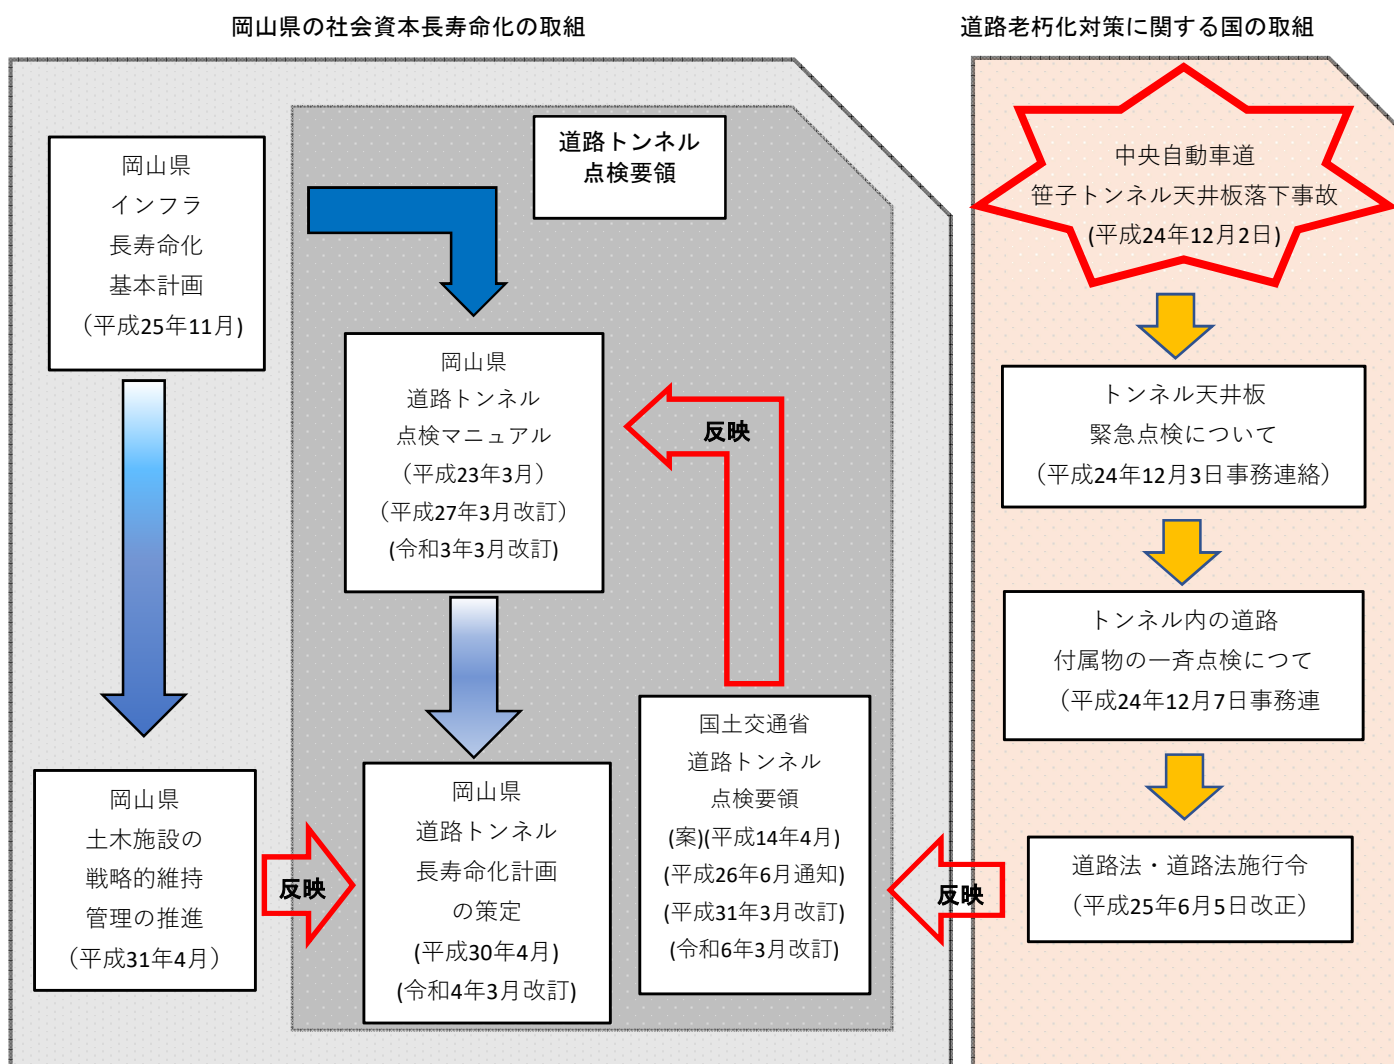 岡山県の社会資本長寿命化の取組
岡山県
インフラ
長寿命化
基本計画
（平成25年11月)
岡山県
土木施設の
戦略的維持
管理の推進
（平成31年4月）
反映
道路トンネル
点検要領
岡山県
道路トンネル
点検マニュアル
（平成23年3月）
（平成27年3月改訂）
(令和3年3月改訂)
岡山県
道路トンネル
長寿命化計画
の策定
(平成30年4月)
(令和4年3月改訂)
反映
国土交通省
道路トンネル
点検要領
(案)(平成14年4月)
(平成26年6月通知)
(平成31年3月改訂)
(令和6年3月改訂)
反映
道路老朽化対策に関する国の取組
中央自動車道
笹子トンネル天井板落下事故
(平成24年12月2日)
トンネル天井板
緊急点検について
（平成24年12月3日事務連絡）
トンネル内の道路
付属物の一斉点検につて
（平成24年12月7日事務連
道路法・道路法施行令
（平成25年6月5日改正）